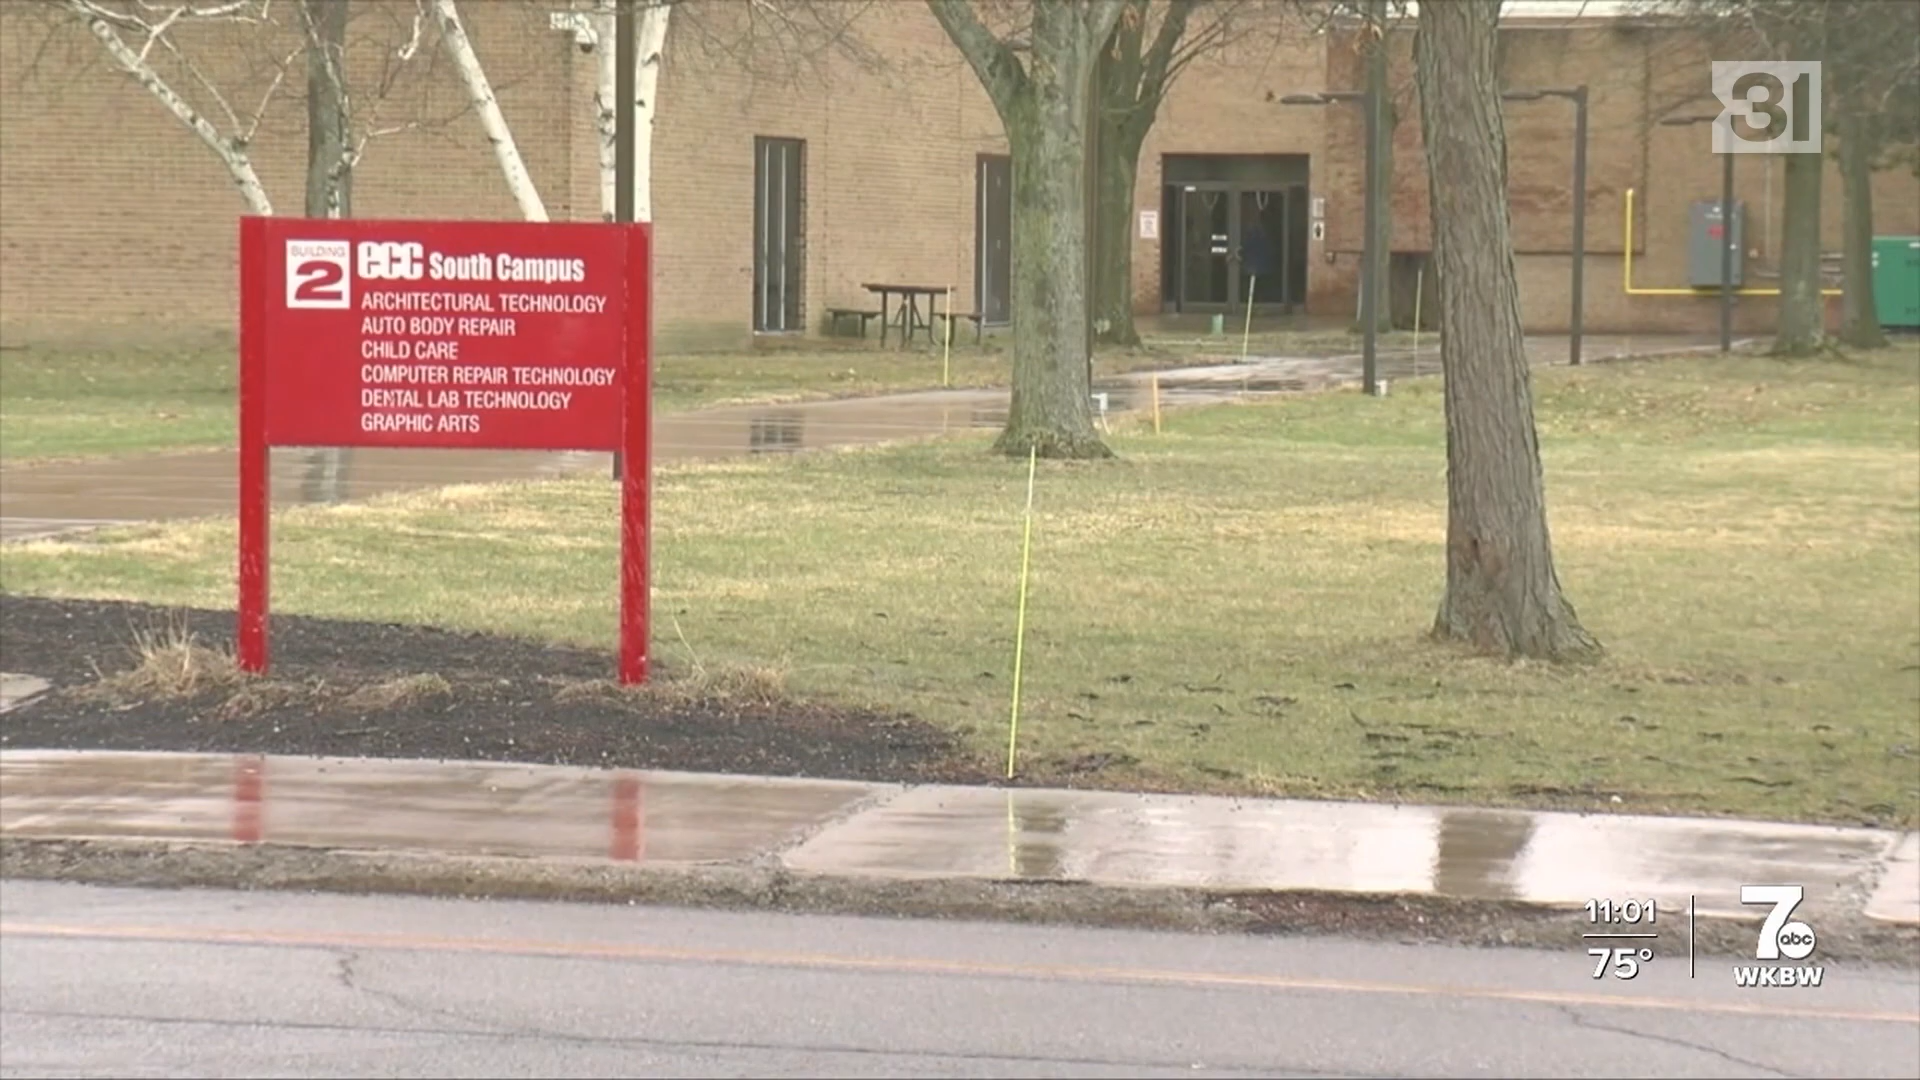 31
BUILDING
2
ecc South Campus
ARCHITECTURAL TECHNOLOGY
AUTO BODY REPAIR
CHILD CARE
COMPUTER REPAIR TECHNOLOGY
DENTAL LAB TECHNOLOGY
GRAPHIC ARTS
11:01
75°
7
abc
WKBW